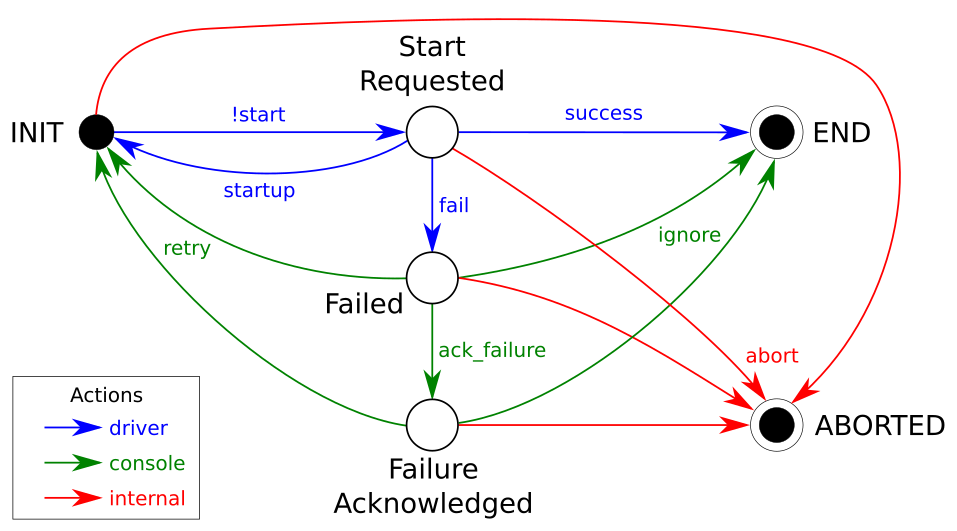 Start
Requested
INIT
!start
success
END
startup
fail
retry
ignore
Failed
ack_failure
abort
ABORTED
Actions
driver
console
internal
Failure
Acknowledged